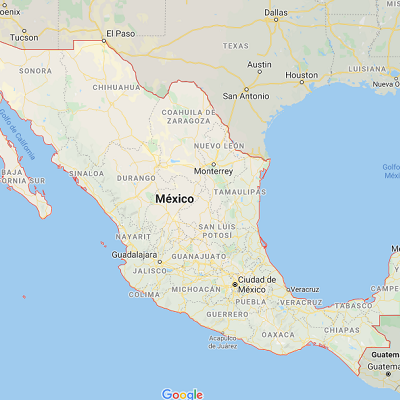 Dallas
oenix
El Paso
Tucson
TEXAS
SONORA
Austin
LUISIANA
Houston
CHIHUAHUA
San Antonio
Nueva O
COAHUILA DE
ZARAGOZA
Golfo de California
NUEVO LEÓN
Golfo
Méxi
BAJA
ORNIA SUR
SINALOA
DURANGO
Monterrey
TAMAULIPAS
México
NAYARIT
SAN LUIS
POTOSÍ
Guadalajara
GUANAJUATO
JALISCO
Ciudad de
México
COLIMA
MICHOACÁN
Veracruz
CAMPE
PUEBLA
VERACRUZ
TABASCO
GUERRERO
CHIAPAS
Acapulco
de Juárez
OAXACA
Guatem
Guatema
Google